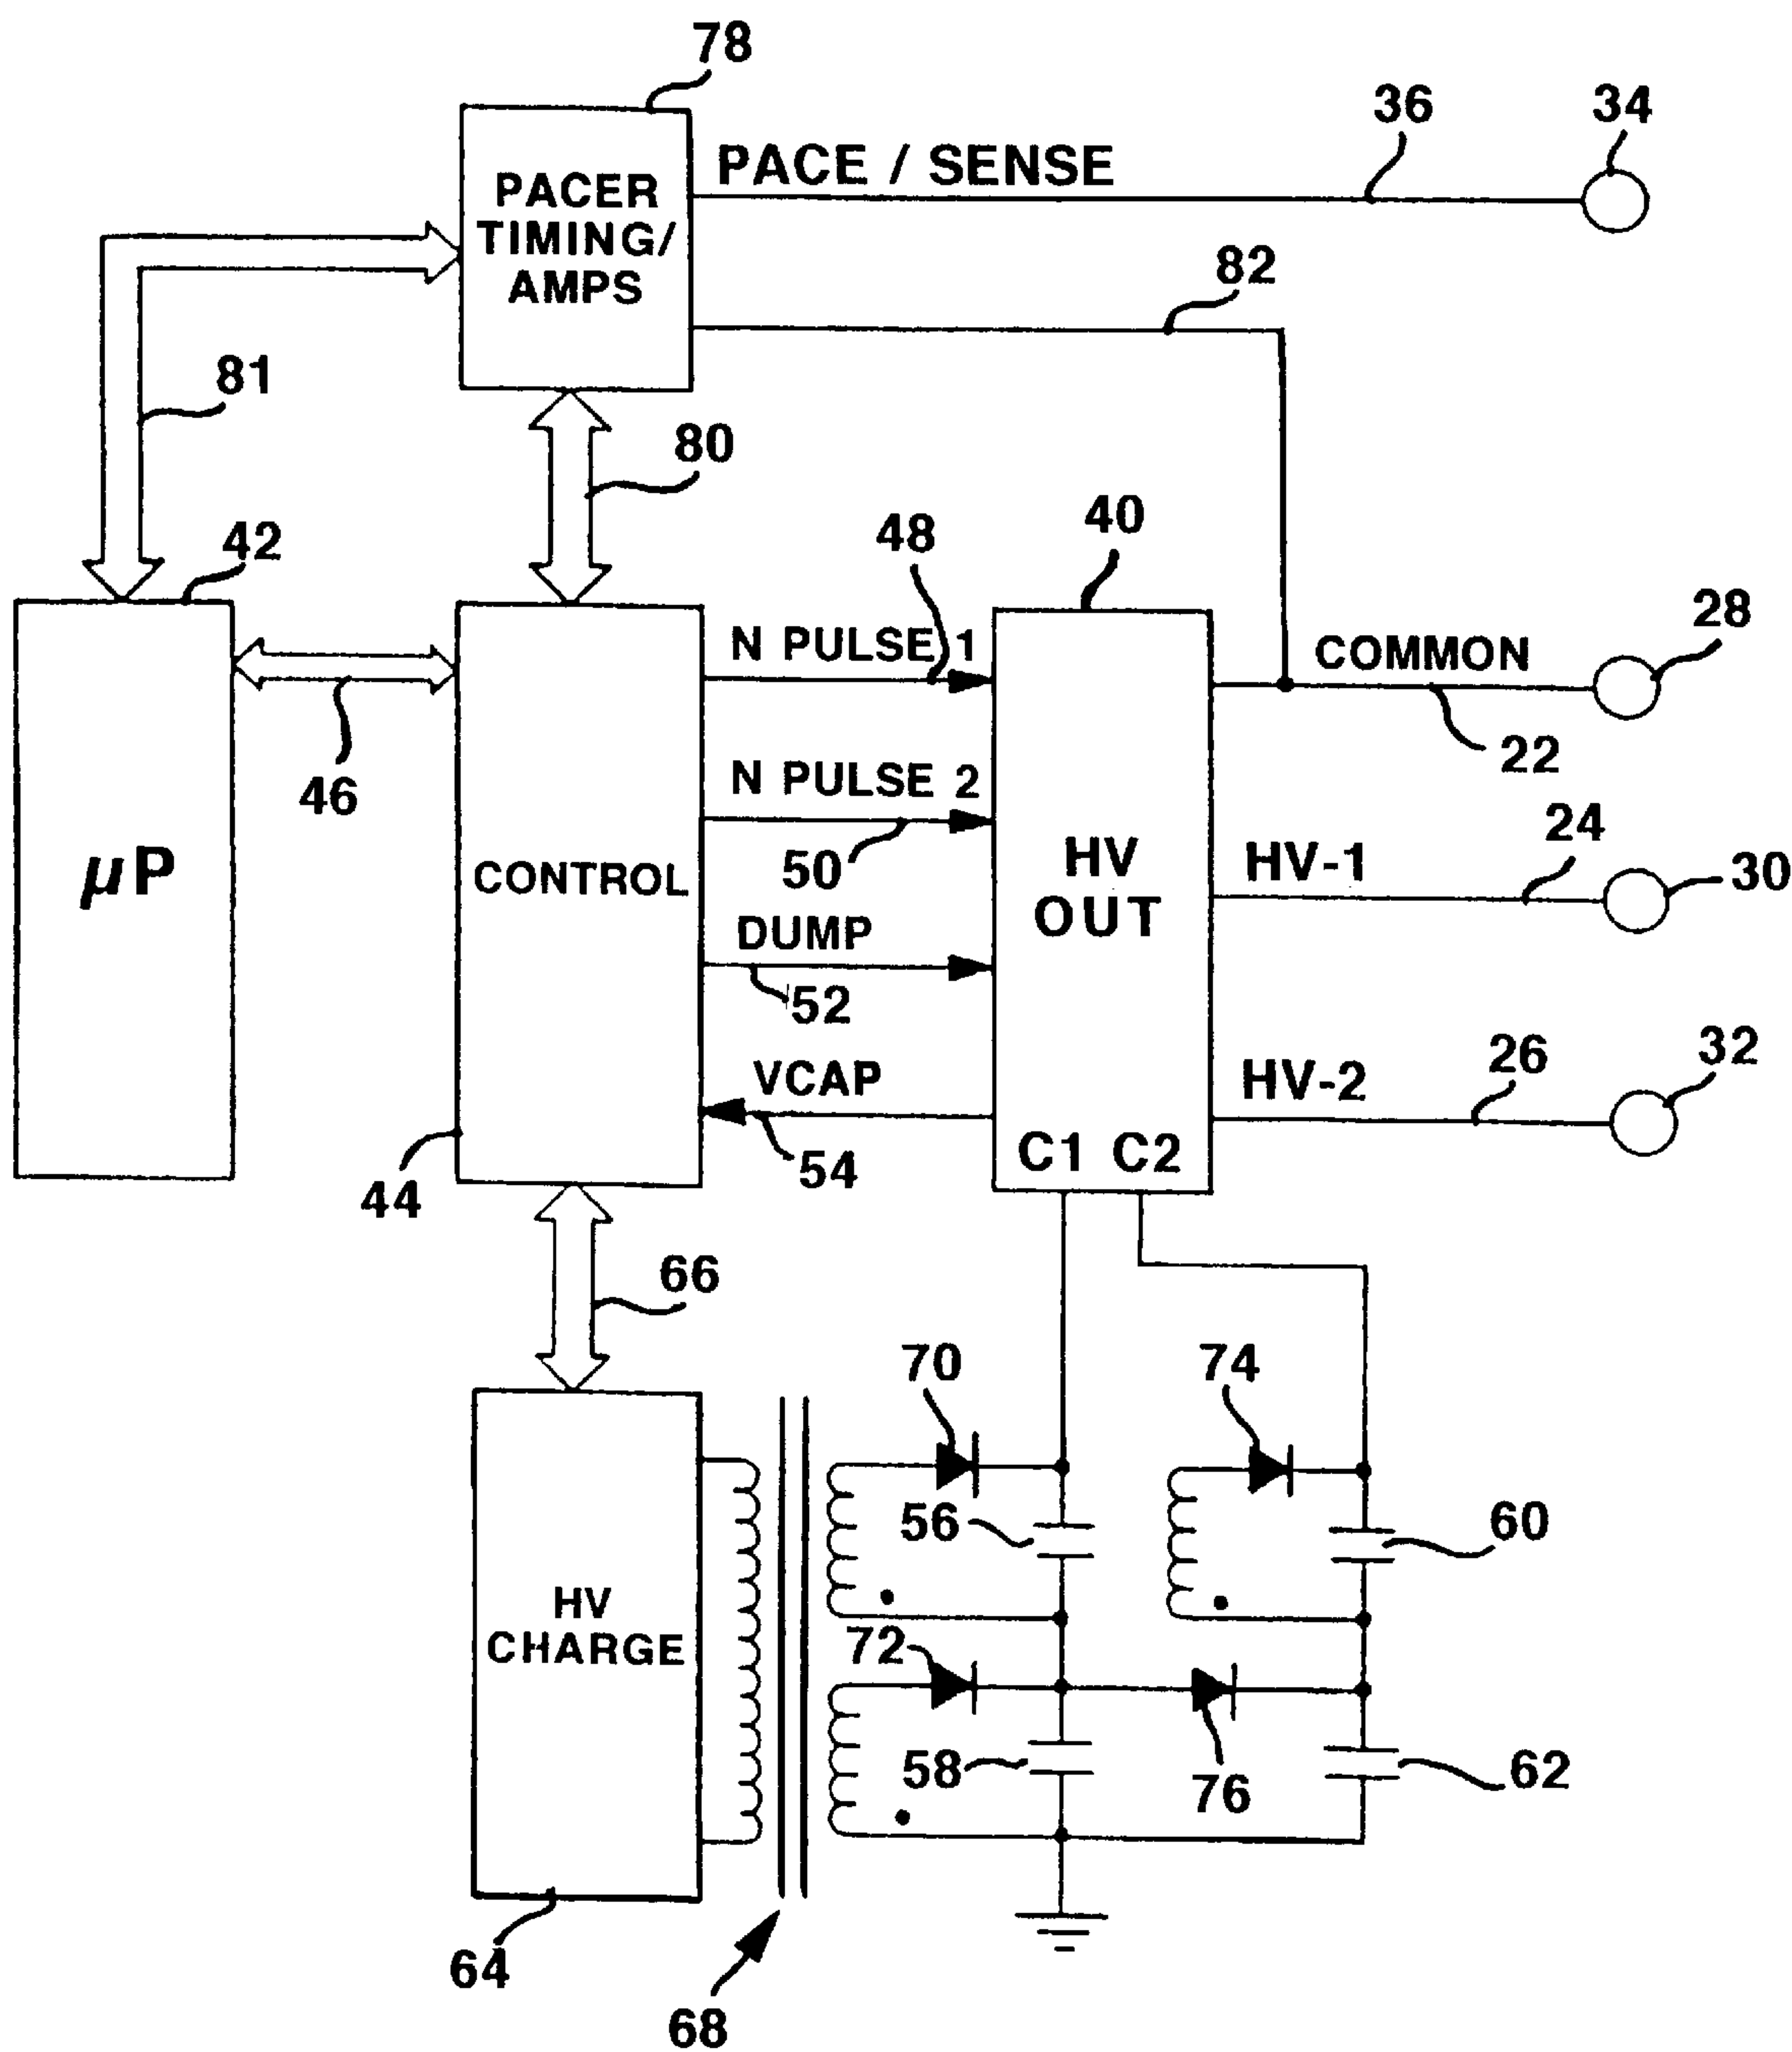 78
36
34
PACE / SENSE
PACER
TIMING/
AMPS
82
81
80
42
48
40
28
N PULSE 1
COMMON
22
46
N PULSE 2
24
µP
CONTROL
50
HV
OUT
HV-1
30
DUMP
52
26
32
VCAP
HV-2
C1 C2
54
44
66
70
74
56
60
HV
CHARGE
72
58
76
62
64
68